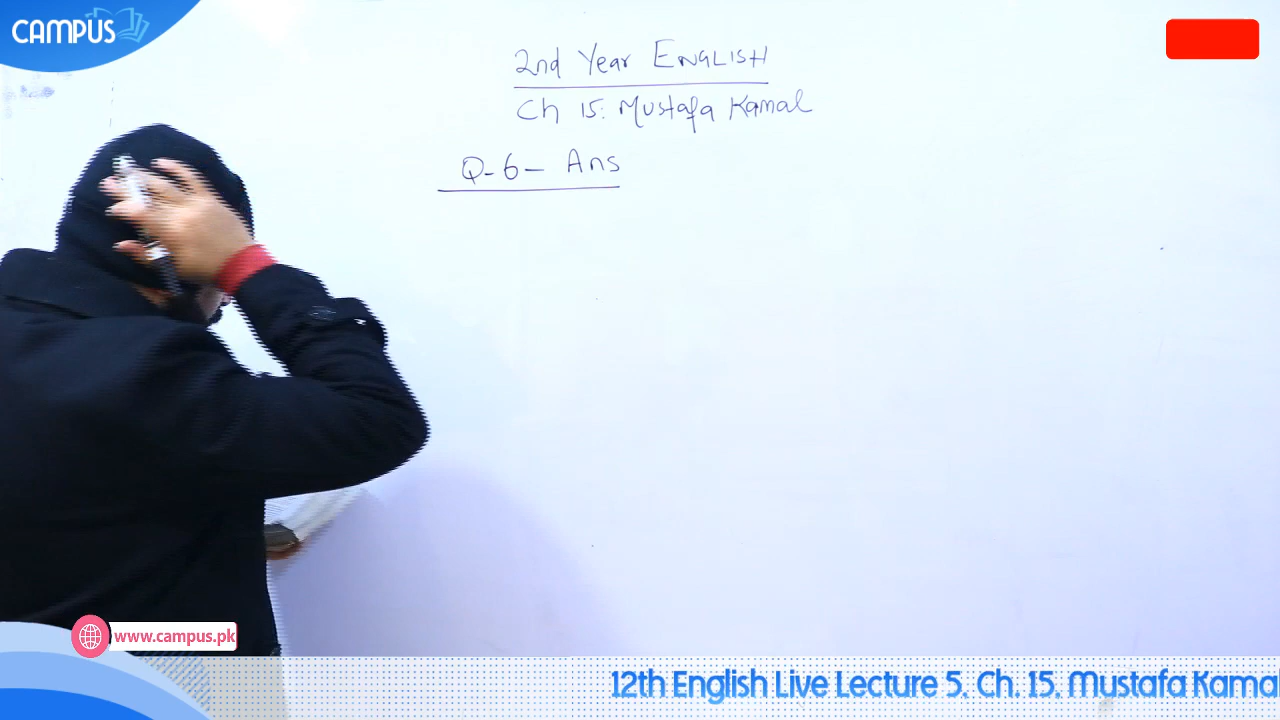 CAMPUS
2nd Year ENGLISH
Ch 15: Mustafa Kamal
Q-6- Ans
www.campus.pk
12th English Live Lecture 5, Ch. 15, Mustafa Kama